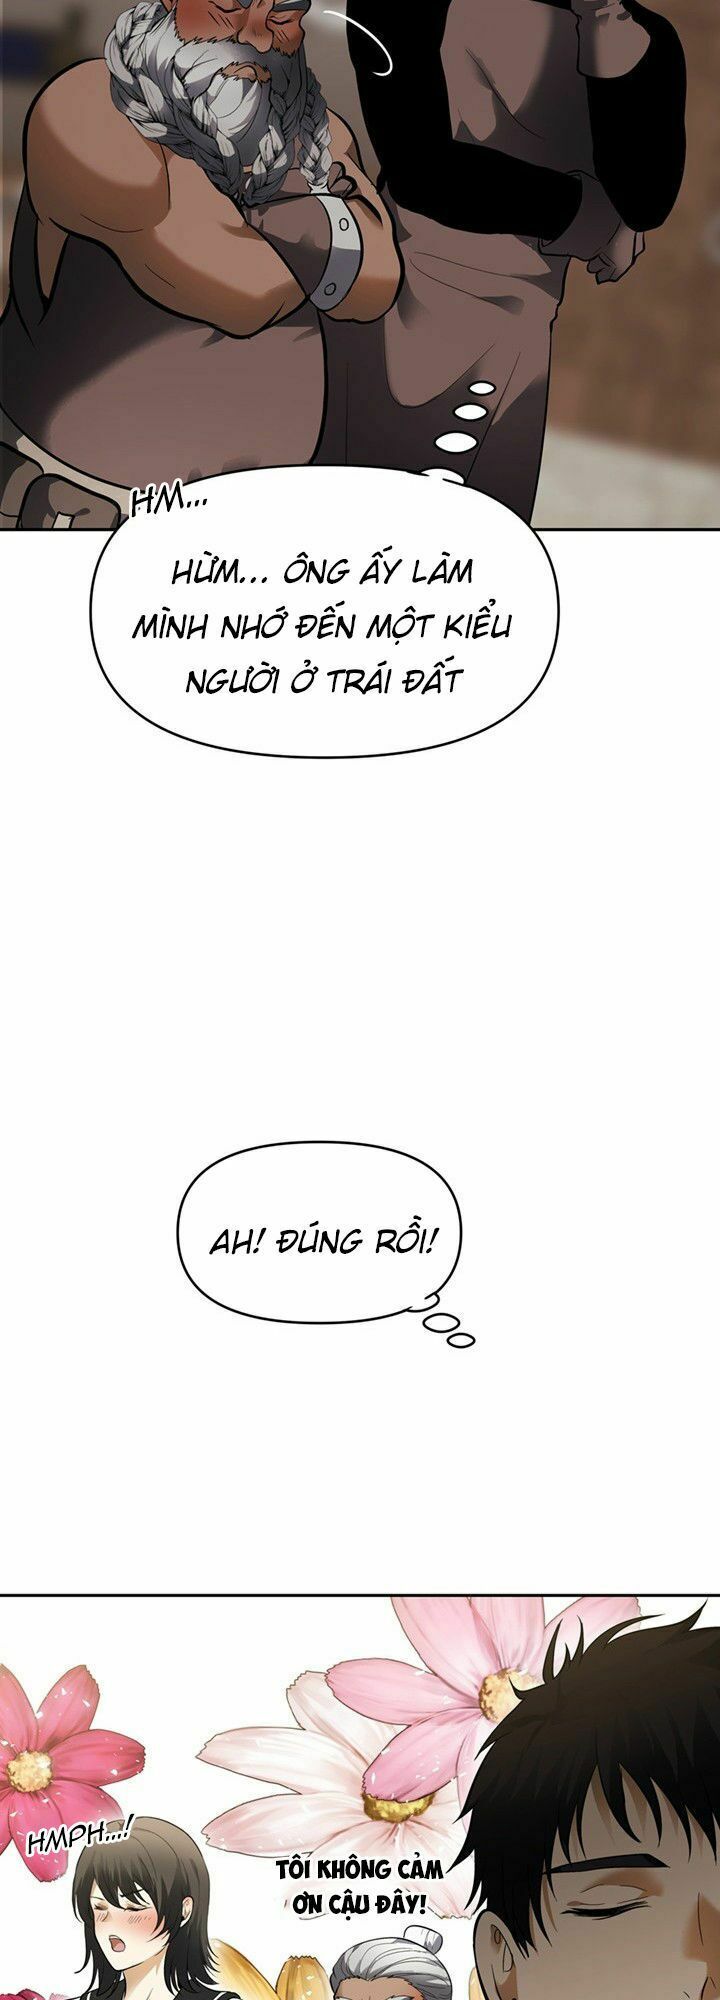 HM...
HỪM... ÔNG ẤY LÀM
MÌNH NHỚ ĐẾN MỘT KIỂU
NGƯỜI Ở TRÁI ĐẤT
AH! ĐÚNG RỒI!
HMPH...!
TÔI KHÔNG CẢM
ƠN CẬU ĐÂY!